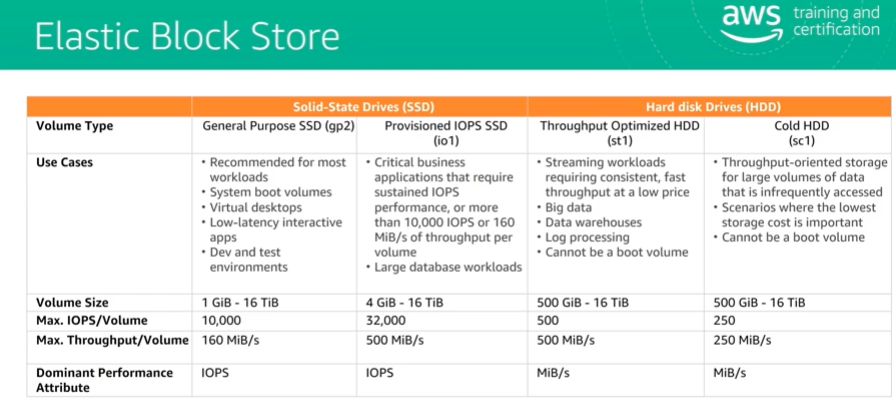 Elastic Block Store
aws training and
certification
Solid-State Drives (SSD) Hard disk Drives (HDD)
Volume Type General Purpose SSD (gp2) Provisioned IOPS SSD
(io1) Throughput Optimized HDD
(st1) Cold HDD
(sc1)
Use Cases
• Recommended for most
workloads
• System boot volumes
• Virtual desktops
• Low-latency interactive
apps
• Dev and test
environments
• Critical business
applications that require
sustained IOPS
performance, or more
than 10,000 IOPS or 160
MiB/s of throughput per
volume
• Large database workloads
• Streaming workloads
requiring consistent, fast
throughput at a low price
• Big data
• Data warehouses
• Log processing
• Cannot be a boot volume
• Throughput-oriented storage
for large volumes of data
that is infrequently accessed
• Scenarios where the lowest
storage cost is important
• Cannot be a boot volume
Volume Size 1 GiB - 16 TiB 4 GiB - 16 TiB 500 GiB - 16 TiB 500 GiB - 16 TiB
Max. IOPS/Volume 10,000 32,000 500 250
Max. Throughput/Volume 160 MiB/s 500 MiB/s 500 MiB/s 250 MiB/s
Dominant Performance
Attribute IOPS IOPS MiB/s MiB/s